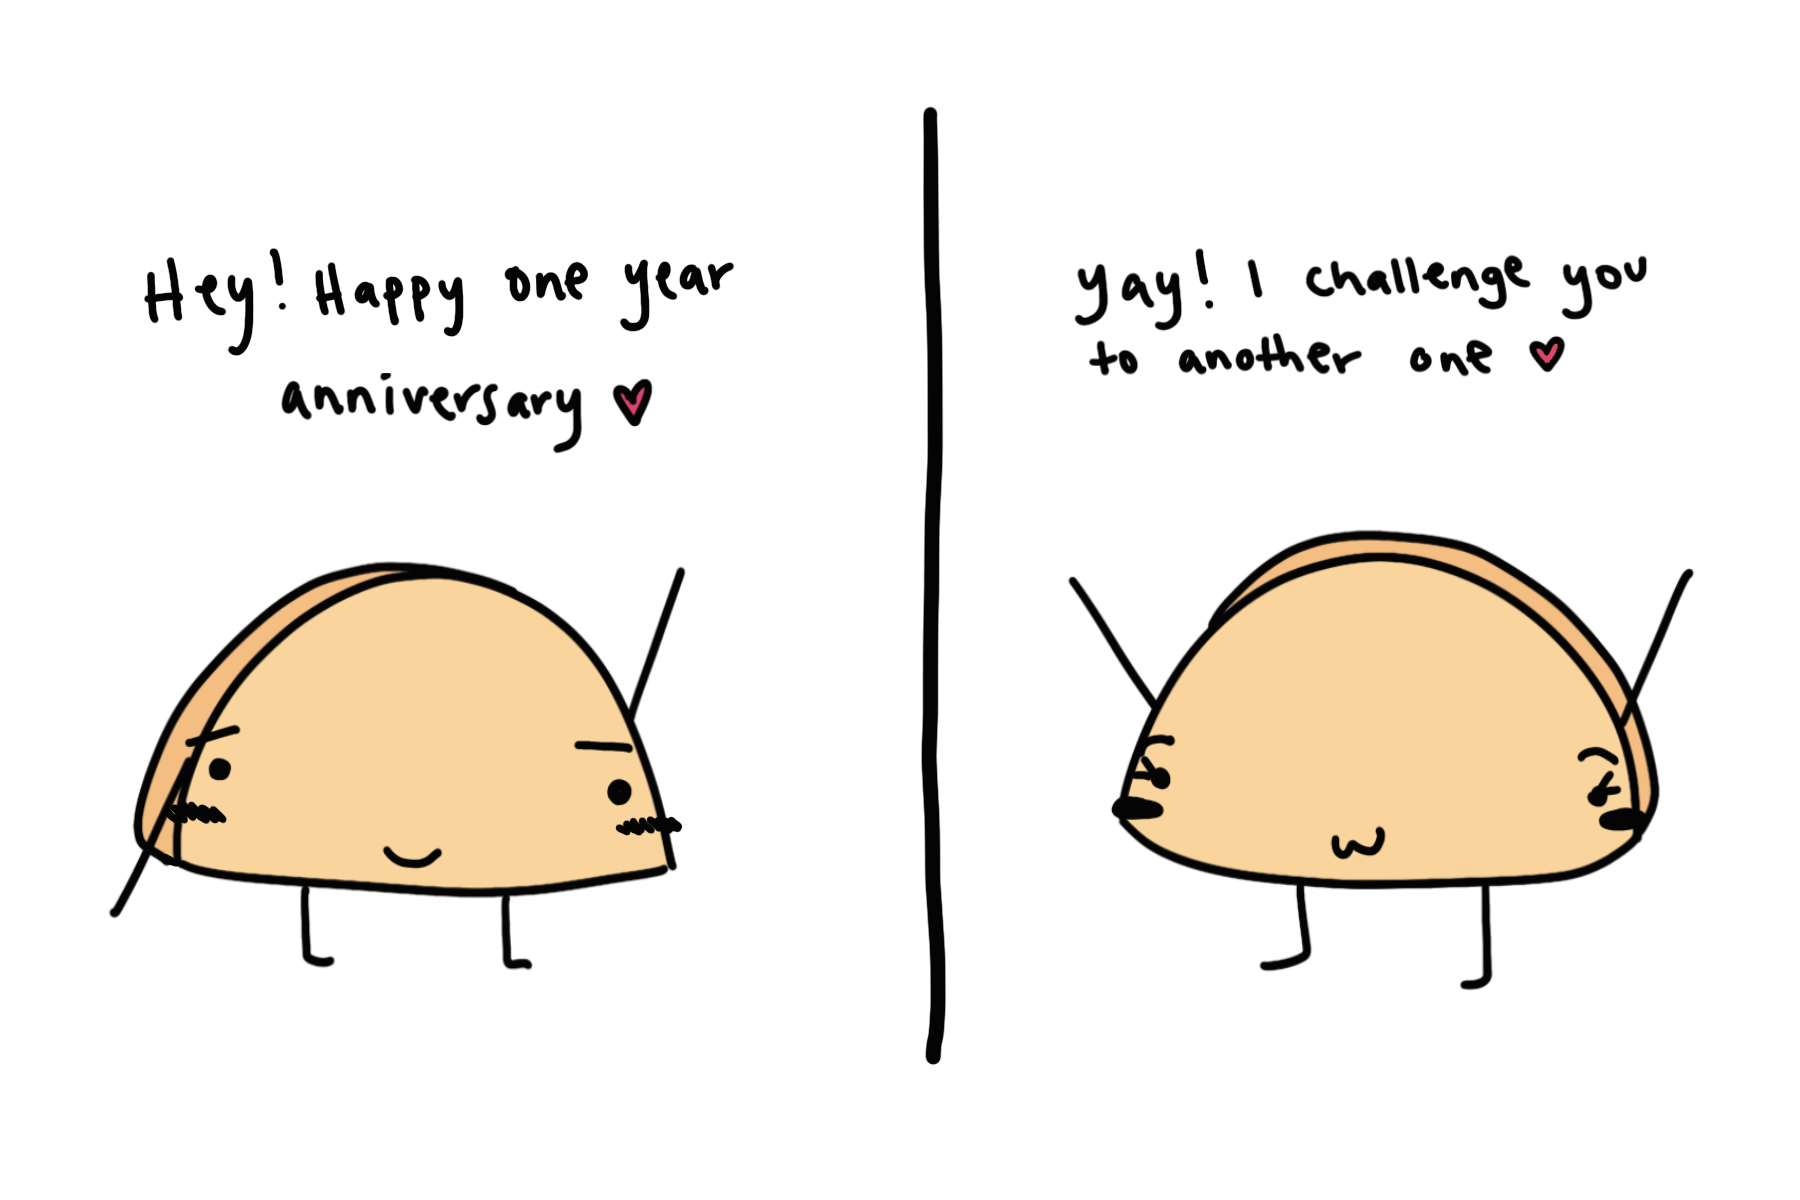 Hey! Happy one year
anniversary ♥
yay! I challenge you
to another one ♥